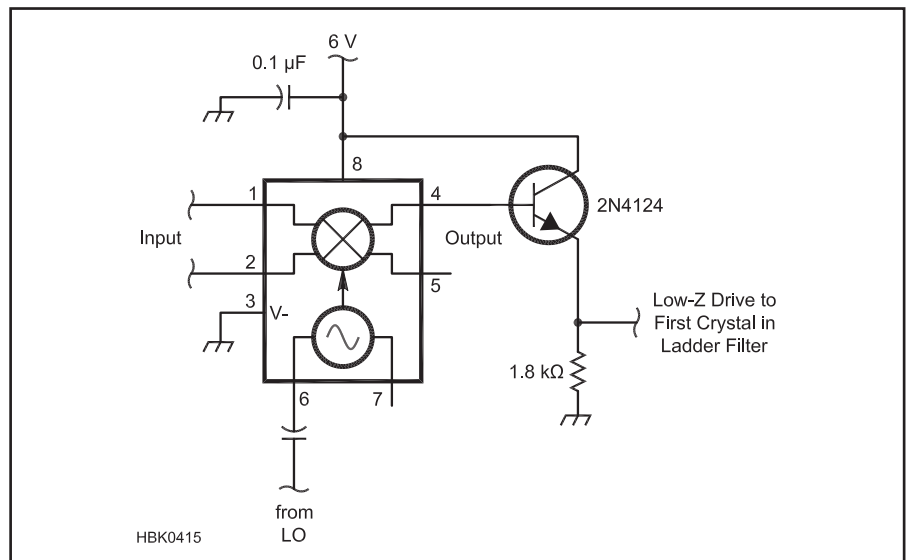 6 V
0.1 µF
8
1
4
2N4124
Input
Output
2
5
3
V-
Low-Z Drive to
First Crystal in
Ladder Filter
1.8 kΩ
6
7
from
LO
HBK0415